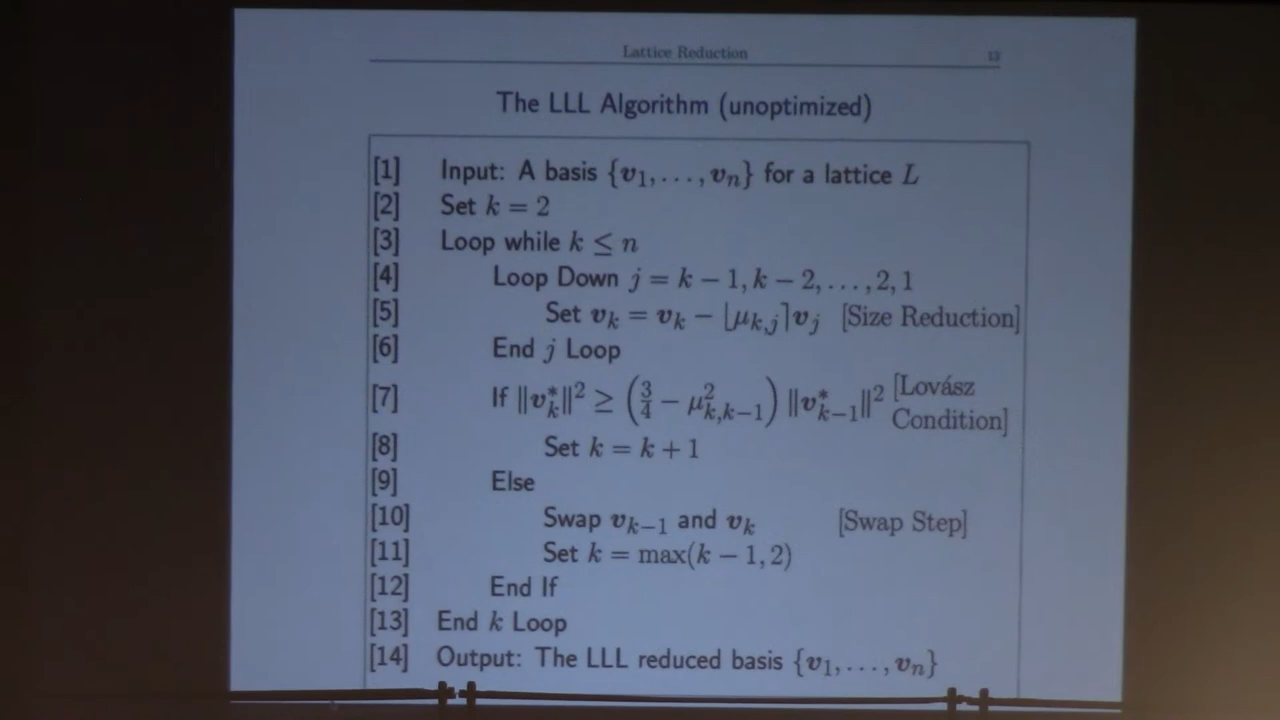 Lattice Reduction 13
The LLL Algorithm (unoptimized)
[1] Input: A basis {v₁, . . . , vₙ} for a lattice L
[2] Set k = 2
[3] Loop while k ≤ n
[4] Loop Down j = k − 1, k − 2, . . . , 2, 1
[5] Set vₖ = vₖ − ⌊μₖ,ⱼ⌉vⱼ [Size Reduction]
[6] End j Loop
[7] If ‖v*ₖ‖² ≥ (3/4 − μ²ₖ,ₖ₋₁) ‖v*ₖ₋₁‖² [Lovász Condition]
[8] Set k = k + 1
[9] Else
[10] Swap vₖ₋₁ and vₖ [Swap Step]
[11] Set k = max(k − 1, 2)
[12] End If
[13] End k Loop
[14] Output: The LLL reduced basis {v₁, . . . , vₙ}